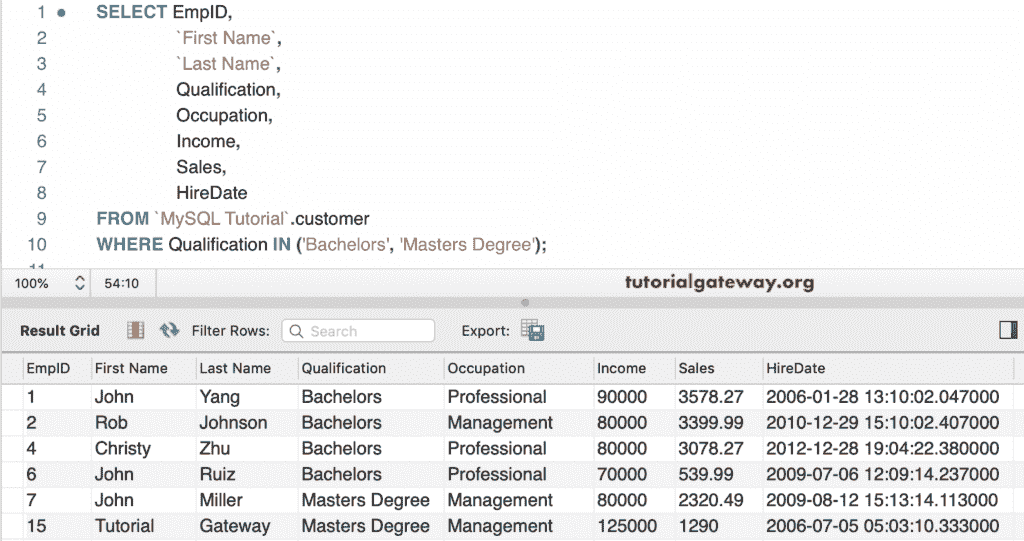 1 SELECT EmpID,
2 `First Name`,
3 `Last Name`,
4 Qualification,
5 Occupation,
6 Income,
7 Sales,
8 HireDate
9 FROM `MySQL Tutorial`.customer
10 WHERE Qualification IN ('Bachelors', 'Masters Degree');
100% 54:10 tutorialgateway.org
Result Grid Filter Rows: Search Export:
EmpID First Name Last Name Qualification Occupation Income Sales HireDate
1 John Yang Bachelors Professional 90000 3578.27 2006-01-28 13:10:02.047000
2 Rob Johnson Bachelors Management 80000 3399.99 2010-12-29 15:10:02.407000
4 Christy Zhu Bachelors Professional 80000 3078.27 2012-12-28 19:04:22.380000
6 John Ruiz Bachelors Professional 70000 539.99 2009-07-06 12:09:14.237000
7 John Miller Masters Degree Management 80000 2320.49 2009-08-12 15:13:14.113000
15 Tutorial Gateway Masters Degree Management 125000 1290 2006-07-05 05:03:10.333000